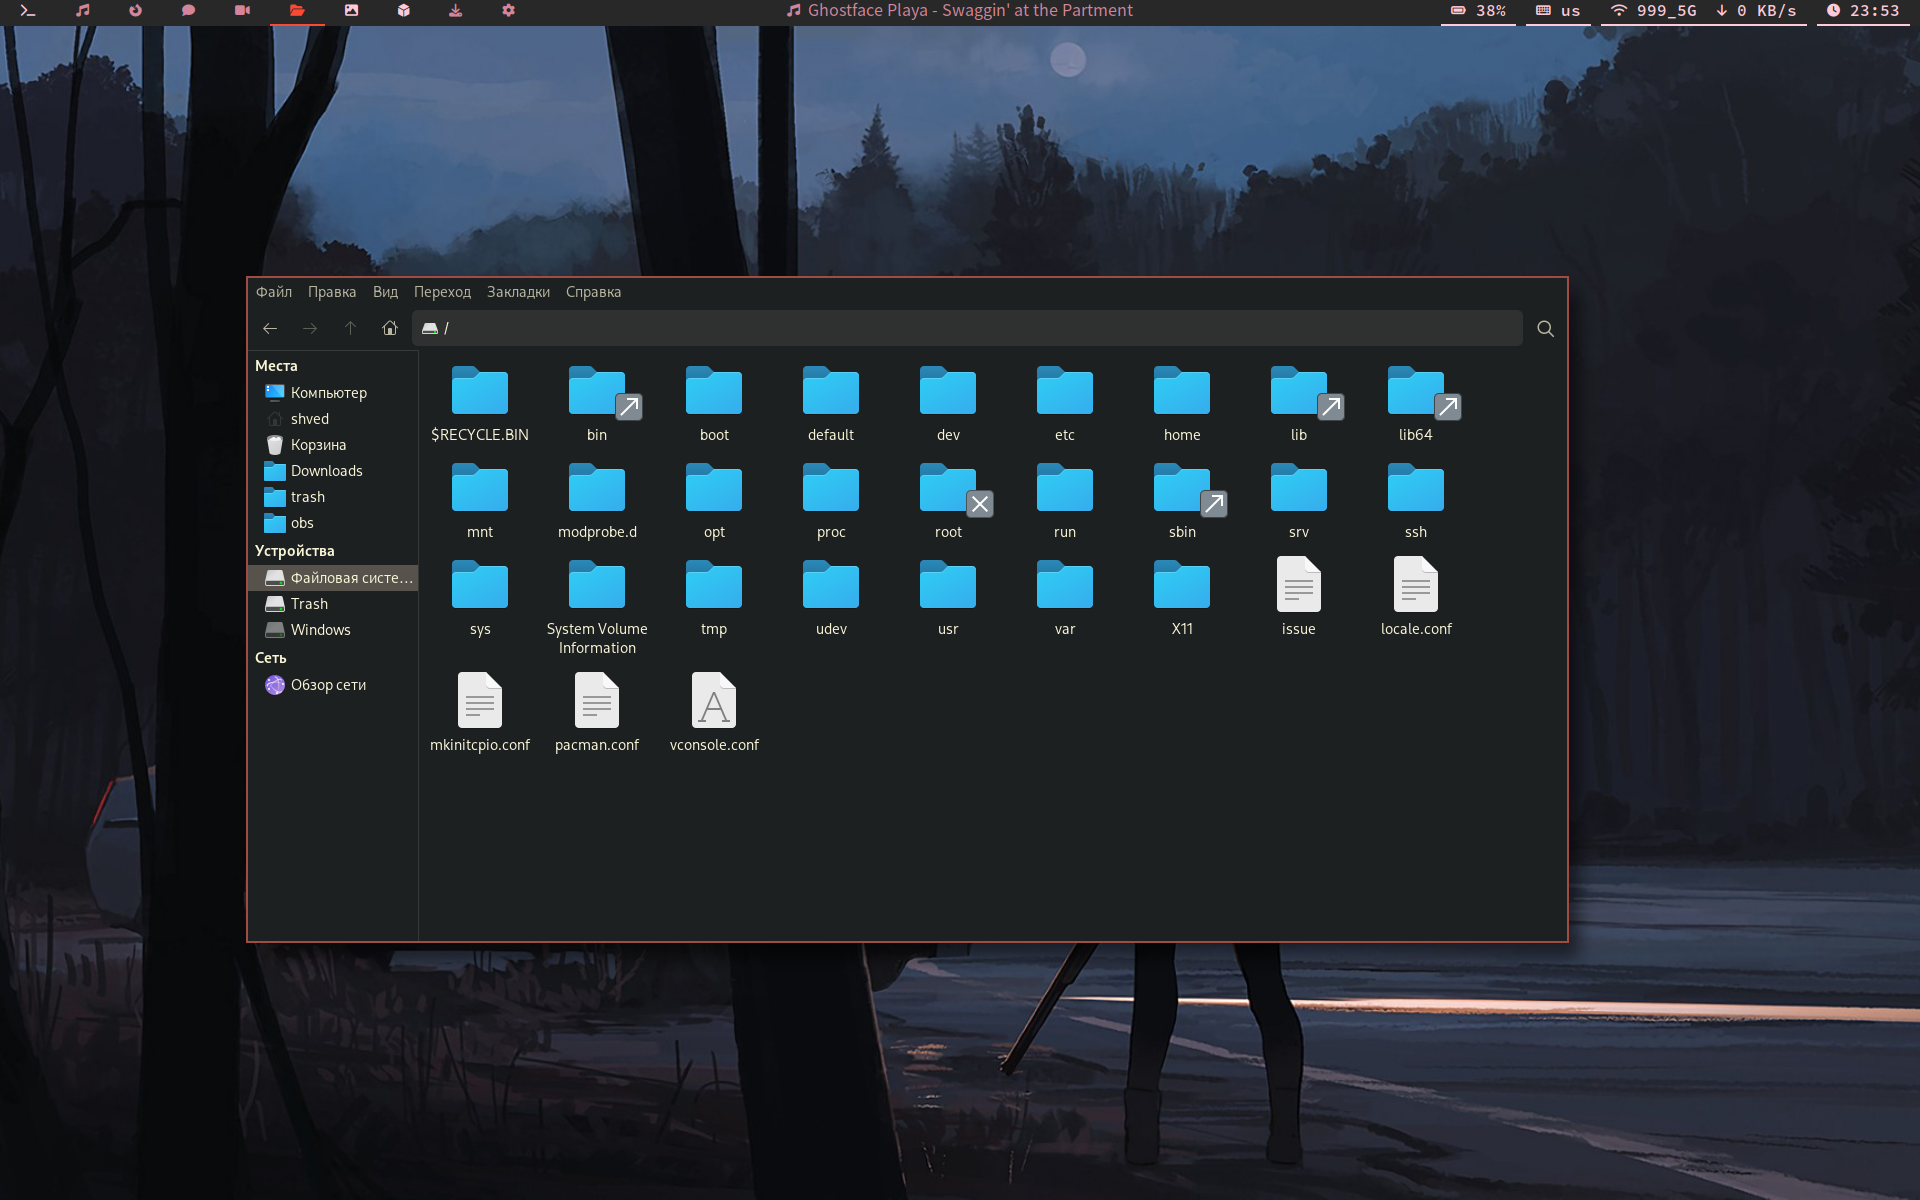 Ghostface Playa - Swaggin' at the Partment
38%
us
999_5G
0 KB/s
23:53
Файл Правка Вид Переход Закладки Справка
/
Места
Компьютер
shved
Корзина
Downloads
trash
obs
Устройства
Файловая систе...
Trash
Windows
Сеть
Обзор сети
$RECYCLE.BIN bin boot default dev etc home lib lib64
mnt modprobe.d opt proc root run sbin srv ssh
sys System Volume tmp udev usr var X11 issue locale.conf
Information
mkinitcpio.conf pacman.conf vconsole.conf